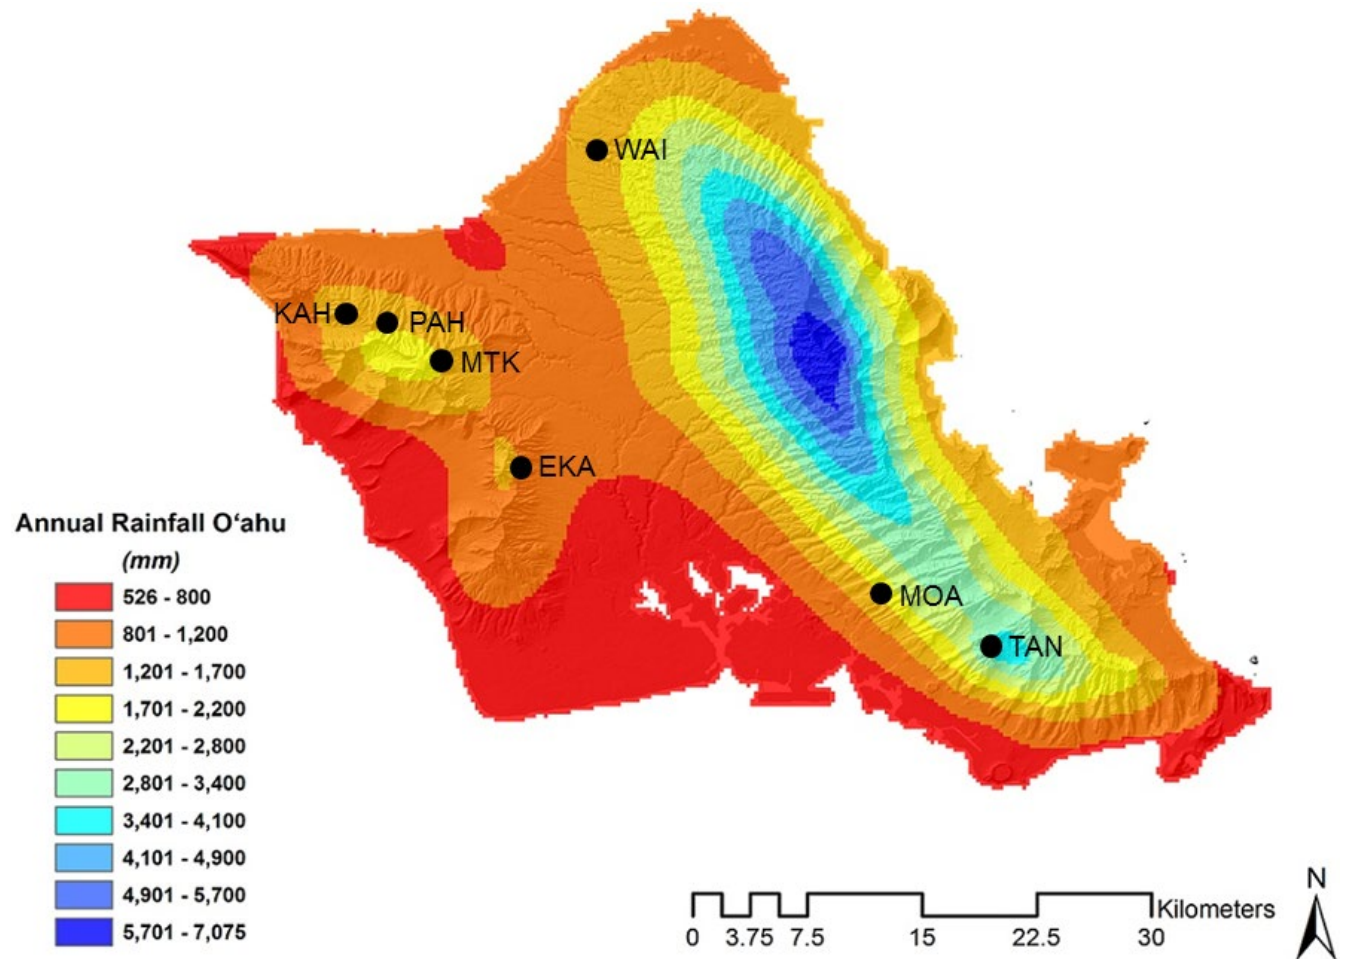 WAI
KAH
PAH
MTK
EKA
MOA
TAN
Annual Rainfall Oʻahu
(mm)
526 - 800
801 - 1,200
1,201 - 1,700
1,701 - 2,200
2,201 - 2,800
2,801 - 3,400
3,401 - 4,100
4,101 - 4,900
4,901 - 5,700
5,701 - 7,075
N
Kilometers
0 3.75 7.5 15 22.5 30